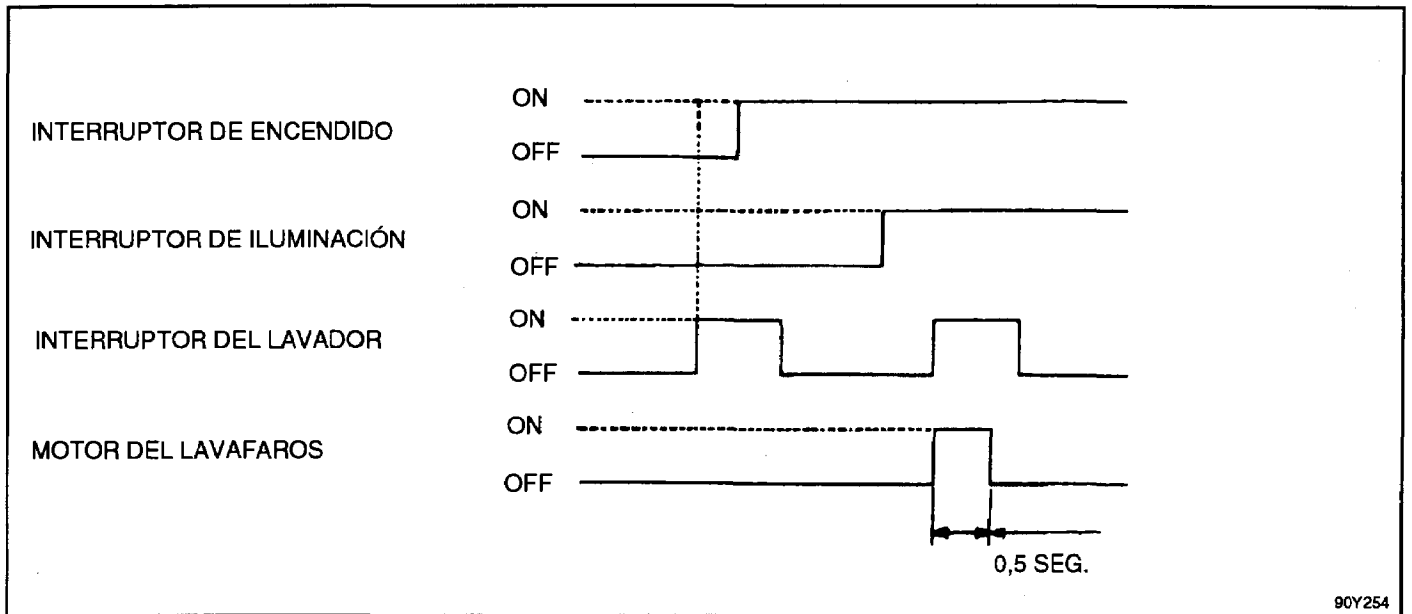 INTERRUPTOR DE ENCENDIDO
ON
OFF
INTERRUPTOR DE ILUMINACIÓN
ON
OFF
INTERRUPTOR DEL LAVADOR
ON
OFF
MOTOR DEL LAVAFAROS
ON
OFF
0,5 SEG.
90Y254